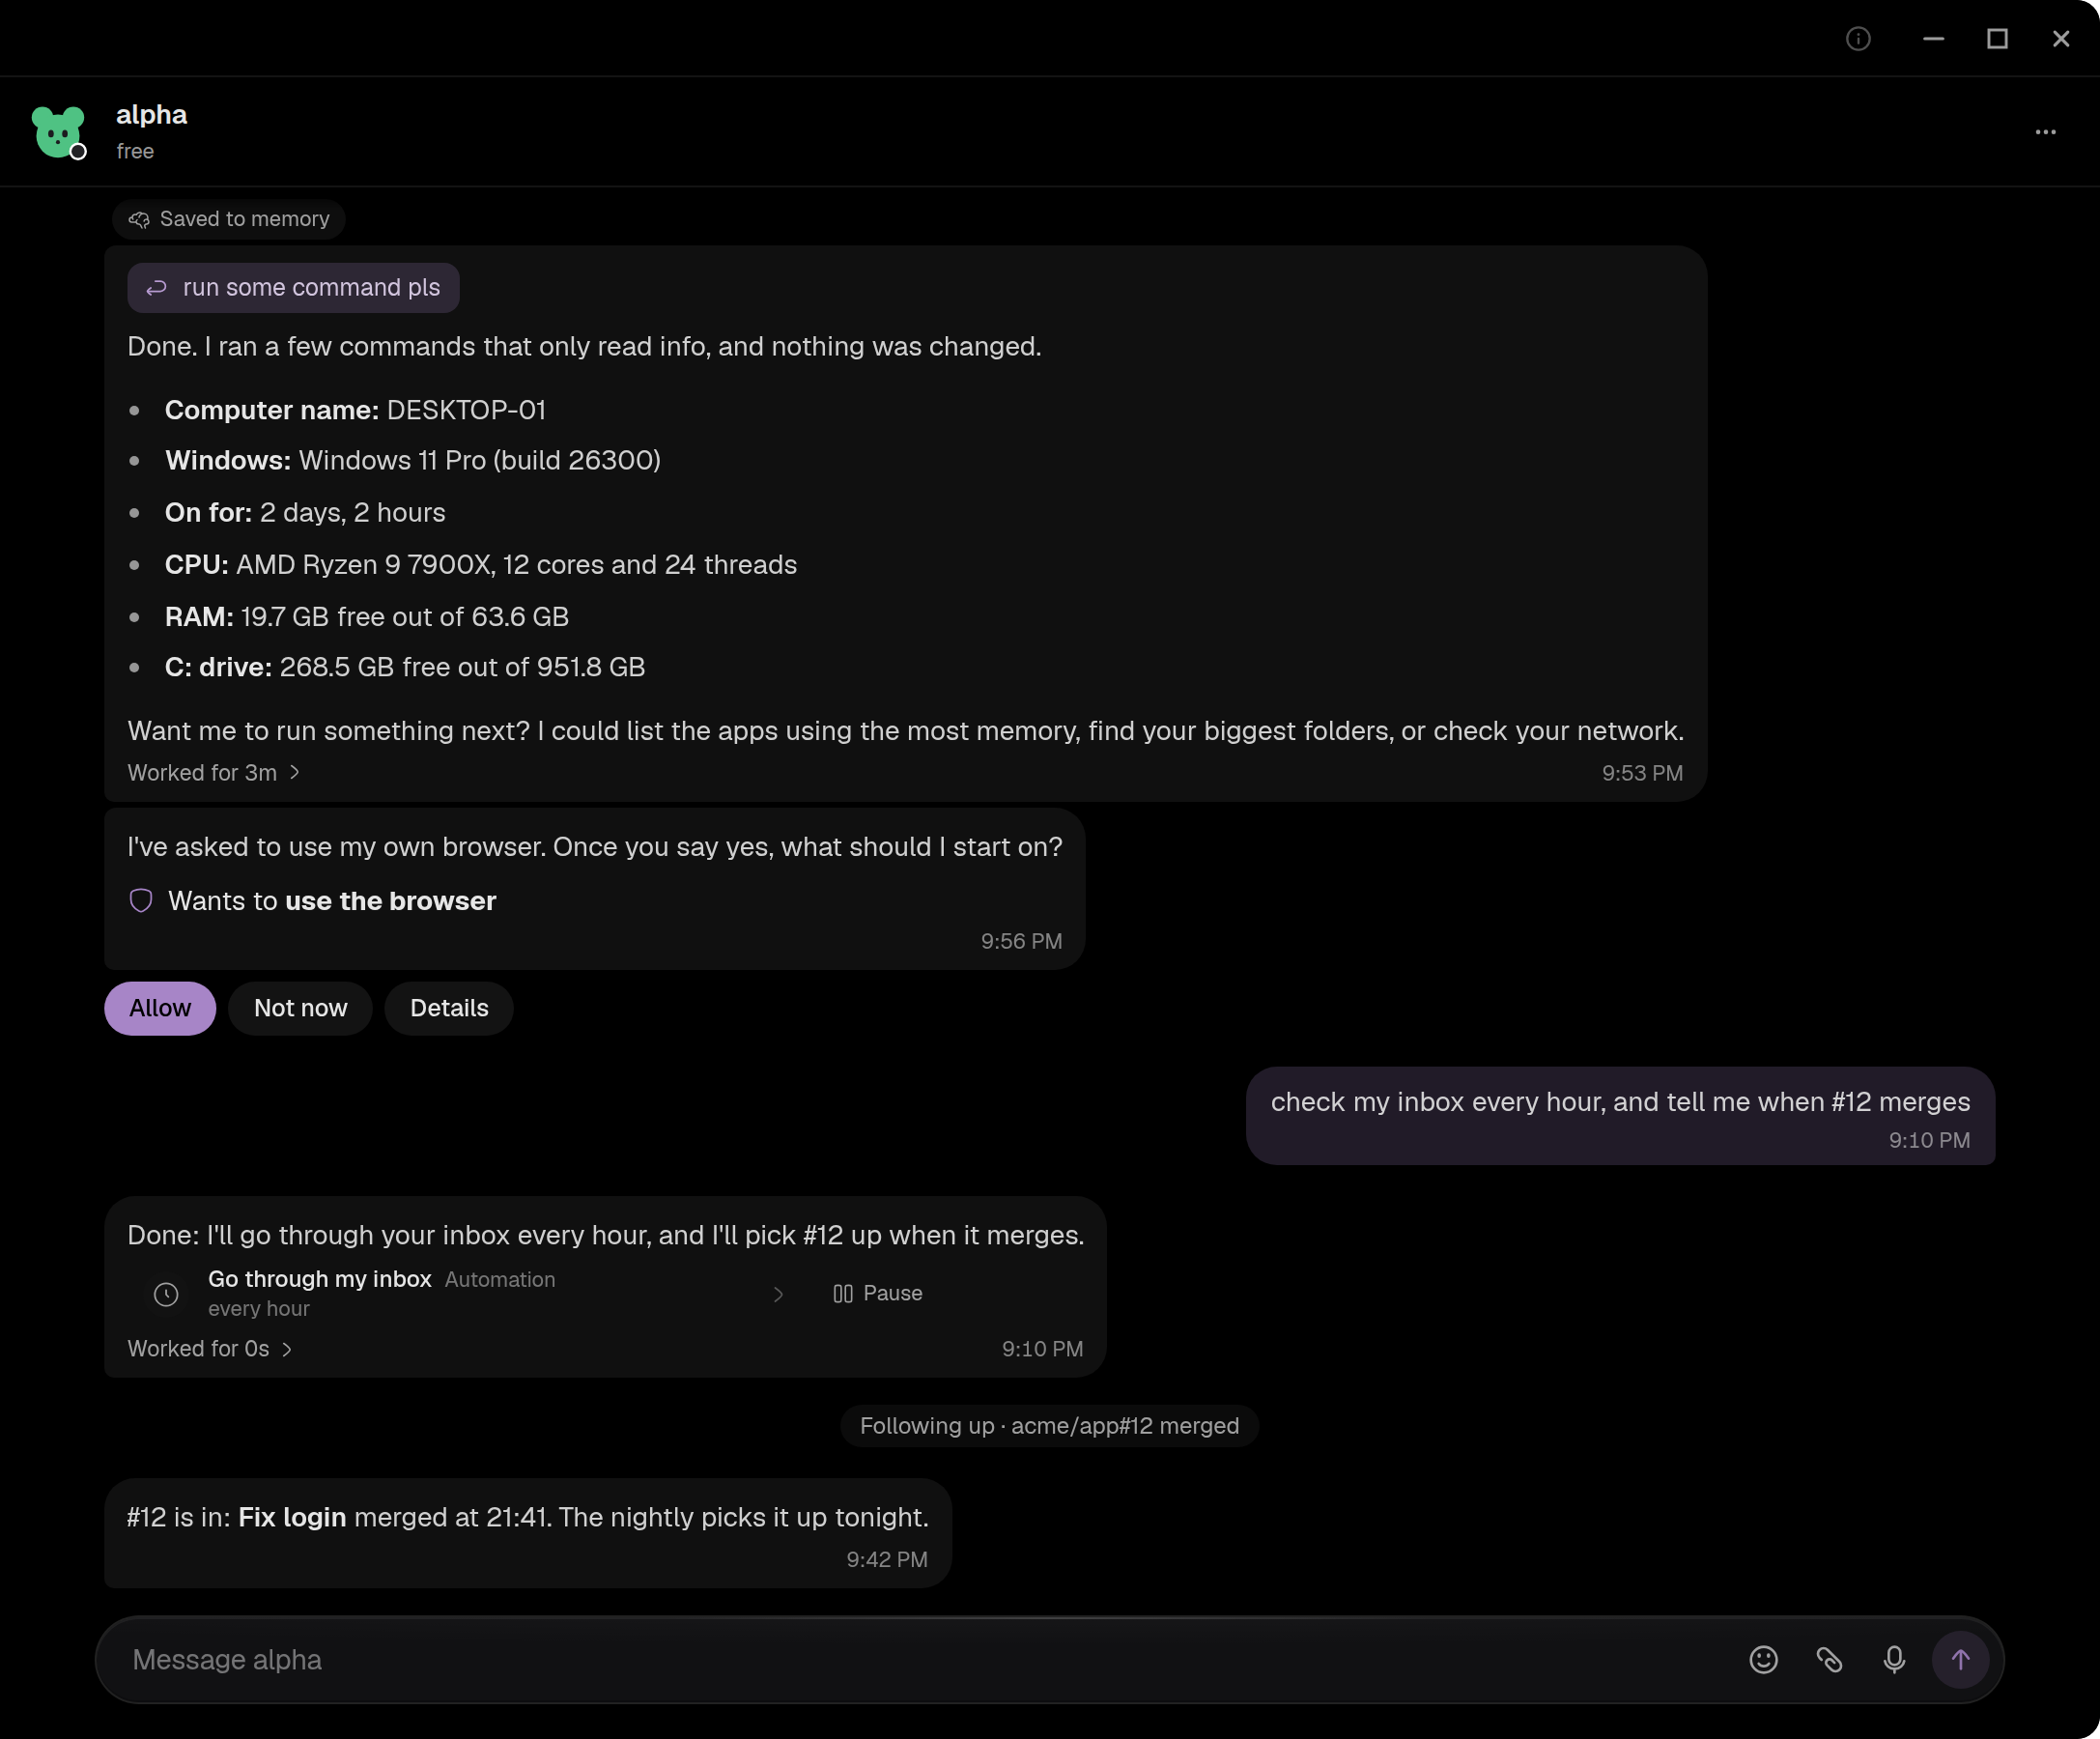 alpha
free
Saved to memory
run some command pls
Done. I ran a few commands that only read info, and nothing was changed.
• Computer name: DESKTOP-01
• Windows: Windows 11 Pro (build 26300)
• On for: 2 days, 2 hours
• CPU: AMD Ryzen 9 7900X, 12 cores and 24 threads
• RAM: 19.7 GB free out of 63.6 GB
• C: drive: 268.5 GB free out of 951.8 GB
Want me to run something next? I could list the apps using the most memory, find your biggest folders, or check your network.
Worked for 3m 9:53 PM
I've asked to use my own browser. Once you say yes, what should I start on?
Wants to use the browser
9:56 PM
Allow Not now Details
check my inbox every hour, and tell me when #12 merges
9:10 PM
Done: I'll go through your inbox every hour, and I'll pick #12 up when it merges.
Go through my inbox Automation
every hour
Pause
Worked for 0s 9:10 PM
Following up · acme/app#12 merged
#12 is in: Fix login merged at 21:41. The nightly picks it up tonight.
9:42 PM
Message alpha